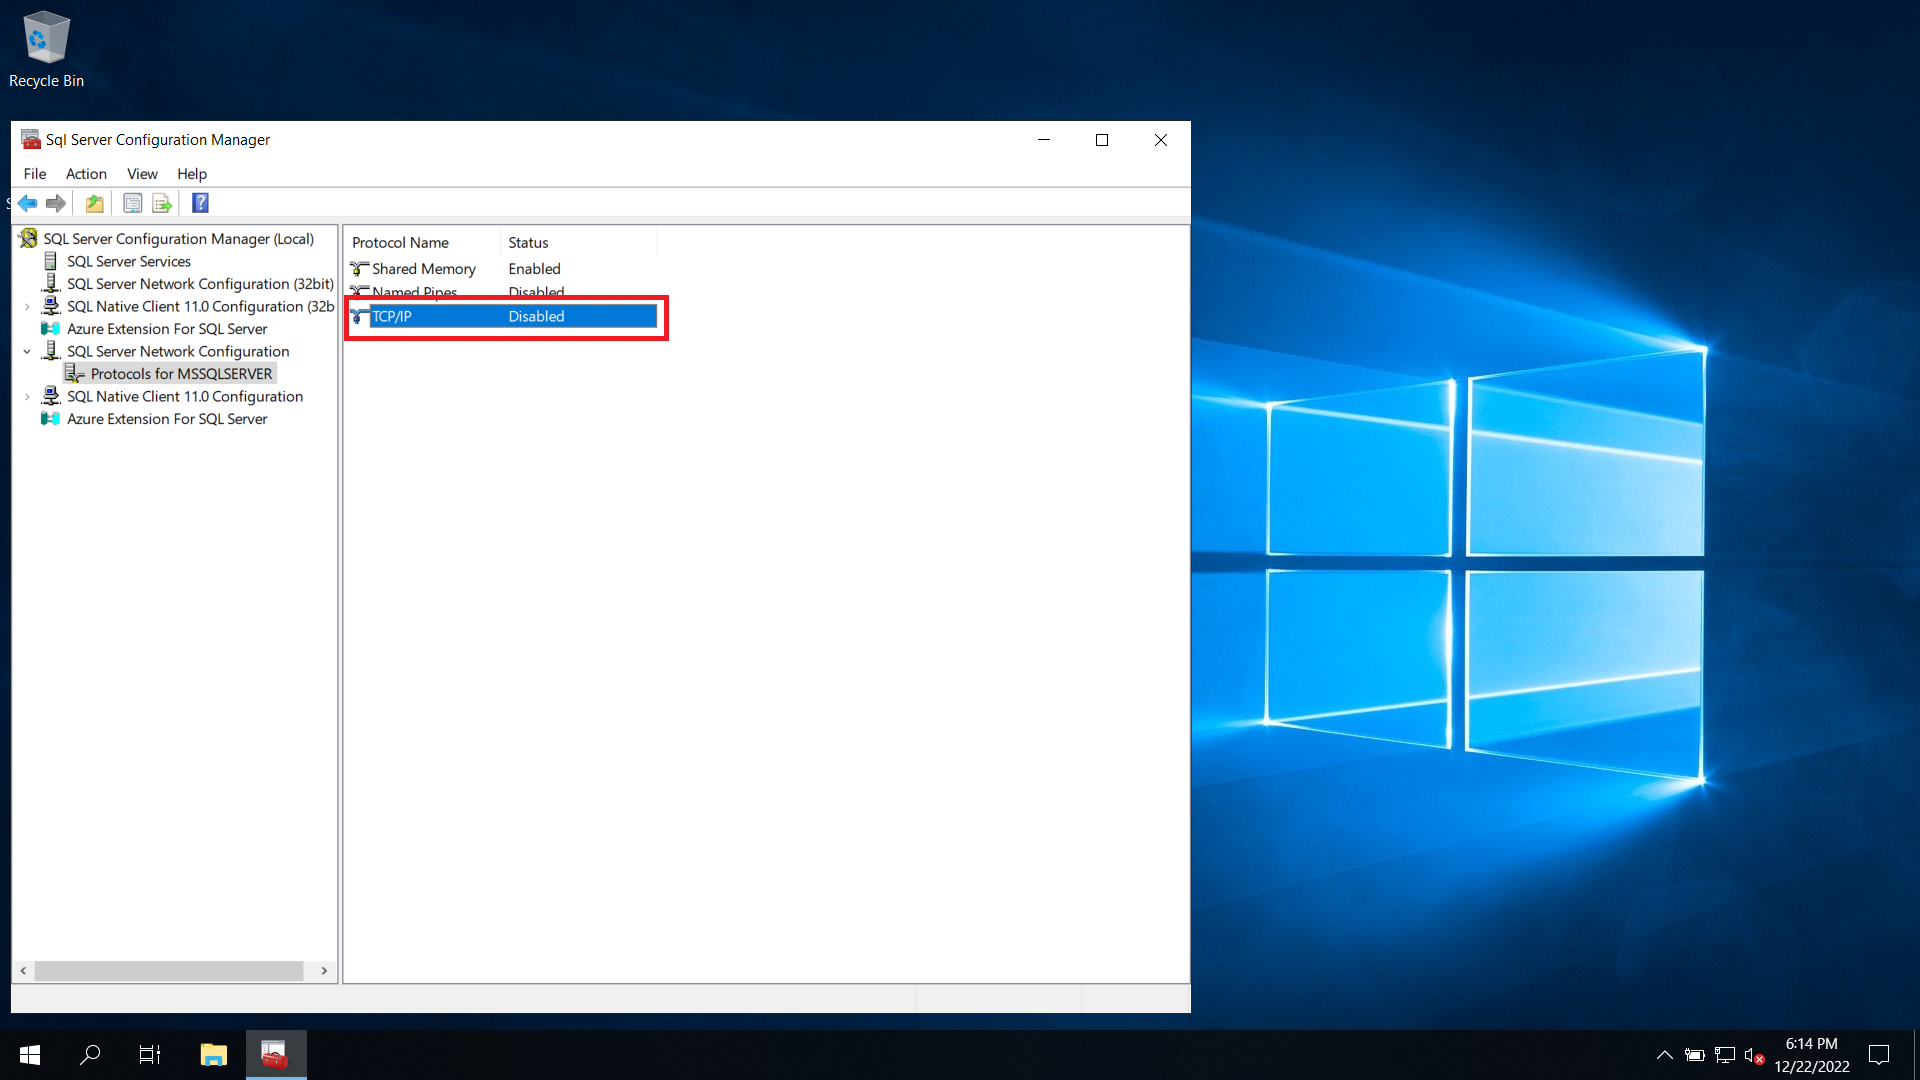 Recycle Bin
Sql Server Configuration Manager
File Action View Help
SQL Server Configuration Manager (Local)
SQL Server Services
SQL Server Network Configuration (32bit)
SQL Native Client 11.0 Configuration (32b
Azure Extension For SQL Server
SQL Server Network Configuration
Protocols for MSSQLSERVER
SQL Native Client 11.0 Configuration
Azure Extension For SQL Server
Protocol Name Status
Shared Memory Enabled
Named Pipes Disabled
TCP/IP Disabled
6:14 PM
12/22/2022